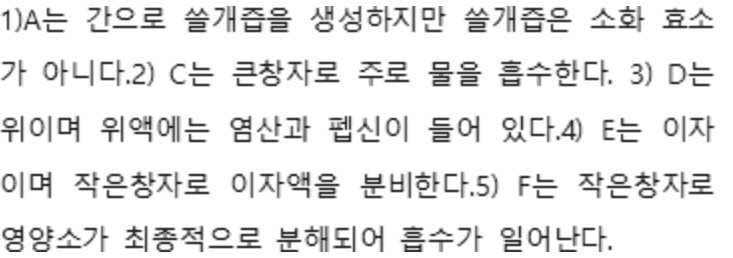 1)A는 간으로 쓸개즙을 생성하지만 쓸개즙은 소화 효소
가 아니다.2) C는 큰창자로 주로 물을 흡수한다. 3) D는
위이며 위액에는 염산과 펩신이 들어 있다.4) E는 이자
이며 작은창자로 이자액을 분비한다.5) F는 작은창자로
영양소가 최종적으로 분해되어 흡수가 일어난다.